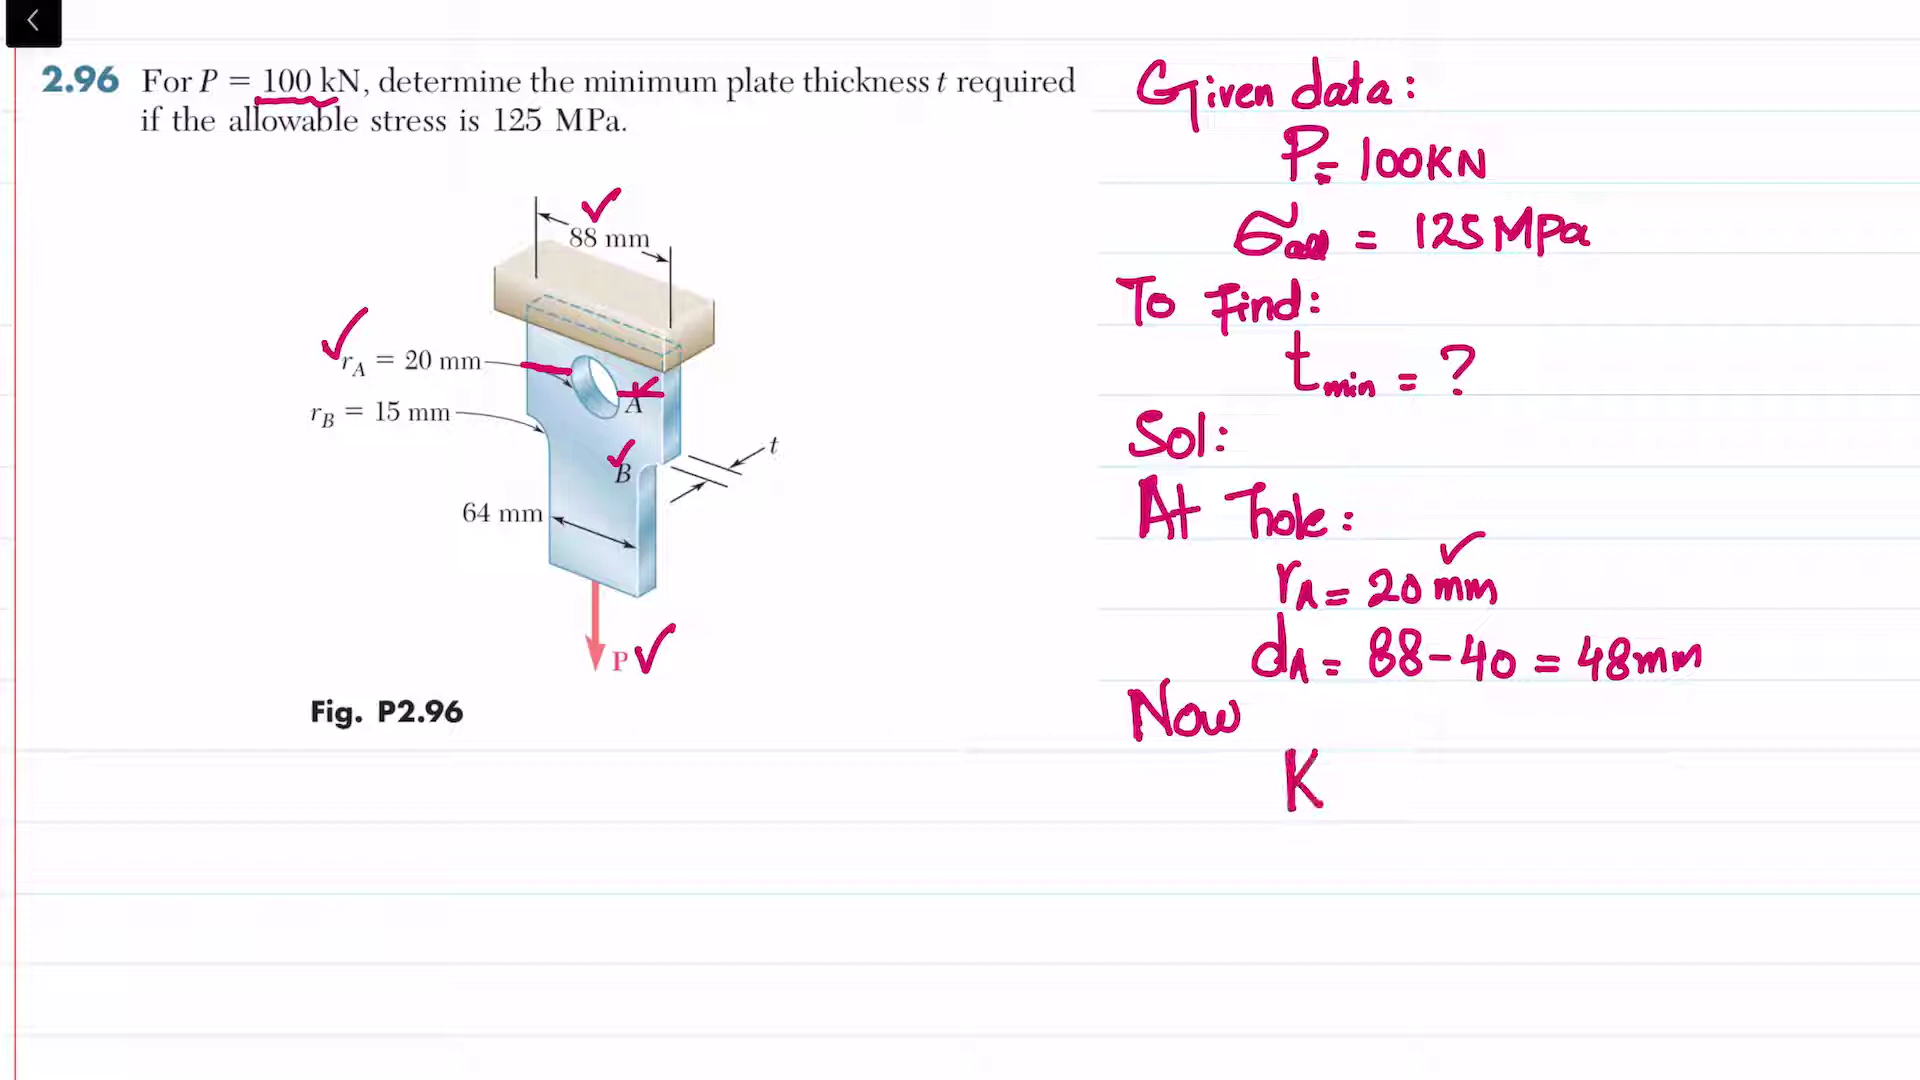 2.96 For P = 100 kN, determine the minimum plate thickness t required
if the allowable stress is 125 MPa.
88 mm
rA = 20 mm
A
rB = 15 mm
t
B
64 mm
P
Fig. P2.96
Given data:
P = 100KN
σall = 125 MPa
To Find:
tmin = ?
Sol:
At hole:
rA = 20 mm
dA = 88-40 = 48mm
Now
K